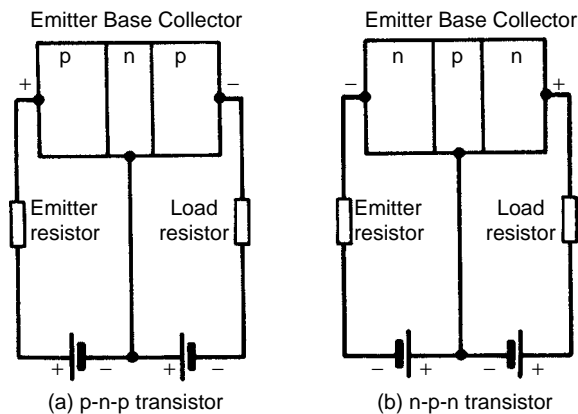 Emitter Base Collector
p n p
+ −
Emitter resistor
Load resistor
+ − + −
(a) p-n-p transistor
Emitter Base Collector
n p n
− +
Emitter resistor
Load resistor
− + − +
(b) n-p-n transistor